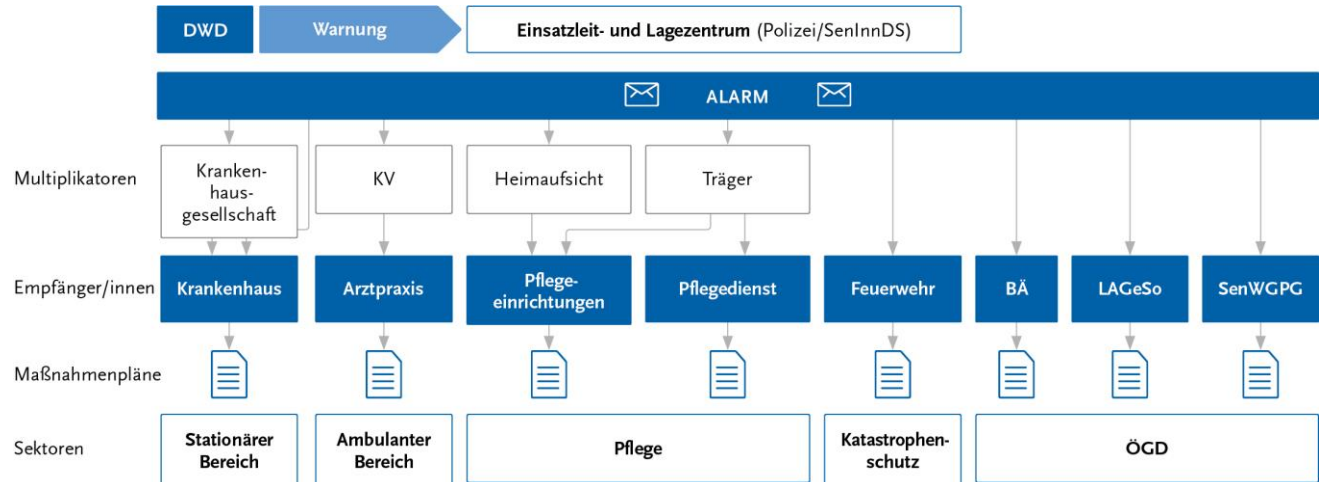 DWD
Warnung
Einsatzleit- und Lagezentrum (Polizei/SenInnDS)
ALARM
Multiplikatoren
Kranken-
haus-
gesellschaft
KV
Heimaufsicht
Träger
Empfänger/innen
Krankenhaus
Arztpraxis
Pflege-
einrichtungen
Pflegedienst
Feuerwehr
BÄ
LAGeSo
SenWGPG
Maßnahmenpläne
Sektoren
Stationärer
Bereich
Ambulanter
Bereich
Pflege
Katastrophen-
schutz
ÖGD